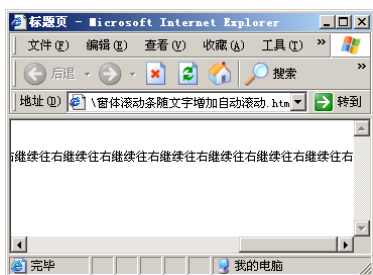 标题页 - Microsoft Internet Explorer
文件(F) 编辑(E) 查看(V) 收藏(A) 工具(T) »
后退 搜索 »
地址(D) \窗体滚动条随文字增加自动滚动.htm 转到
继续往右继续往右继续往右继续往右继续往右继续往右
完毕 我的电脑